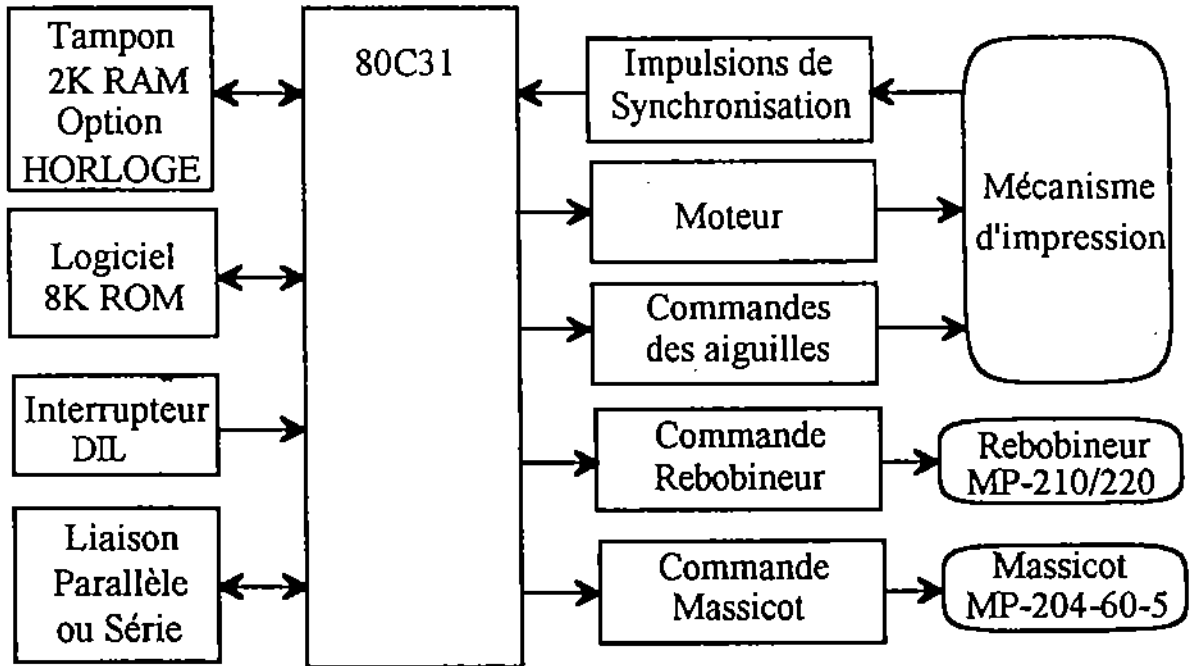 Tampon
2K RAM
Option
HORLOGE
Logiciel
8K ROM
Interrupteur
DIL
Liaison
Parallèle
ou Série
80C31
Impulsions de
Synchronisation
Moteur
Commandes
des aiguilles
Commande
Rebobineur
Commande
Massicot
Mécanisme
d'impression
Rebobineur
MP-210/220
Massicot
MP-204-60-5